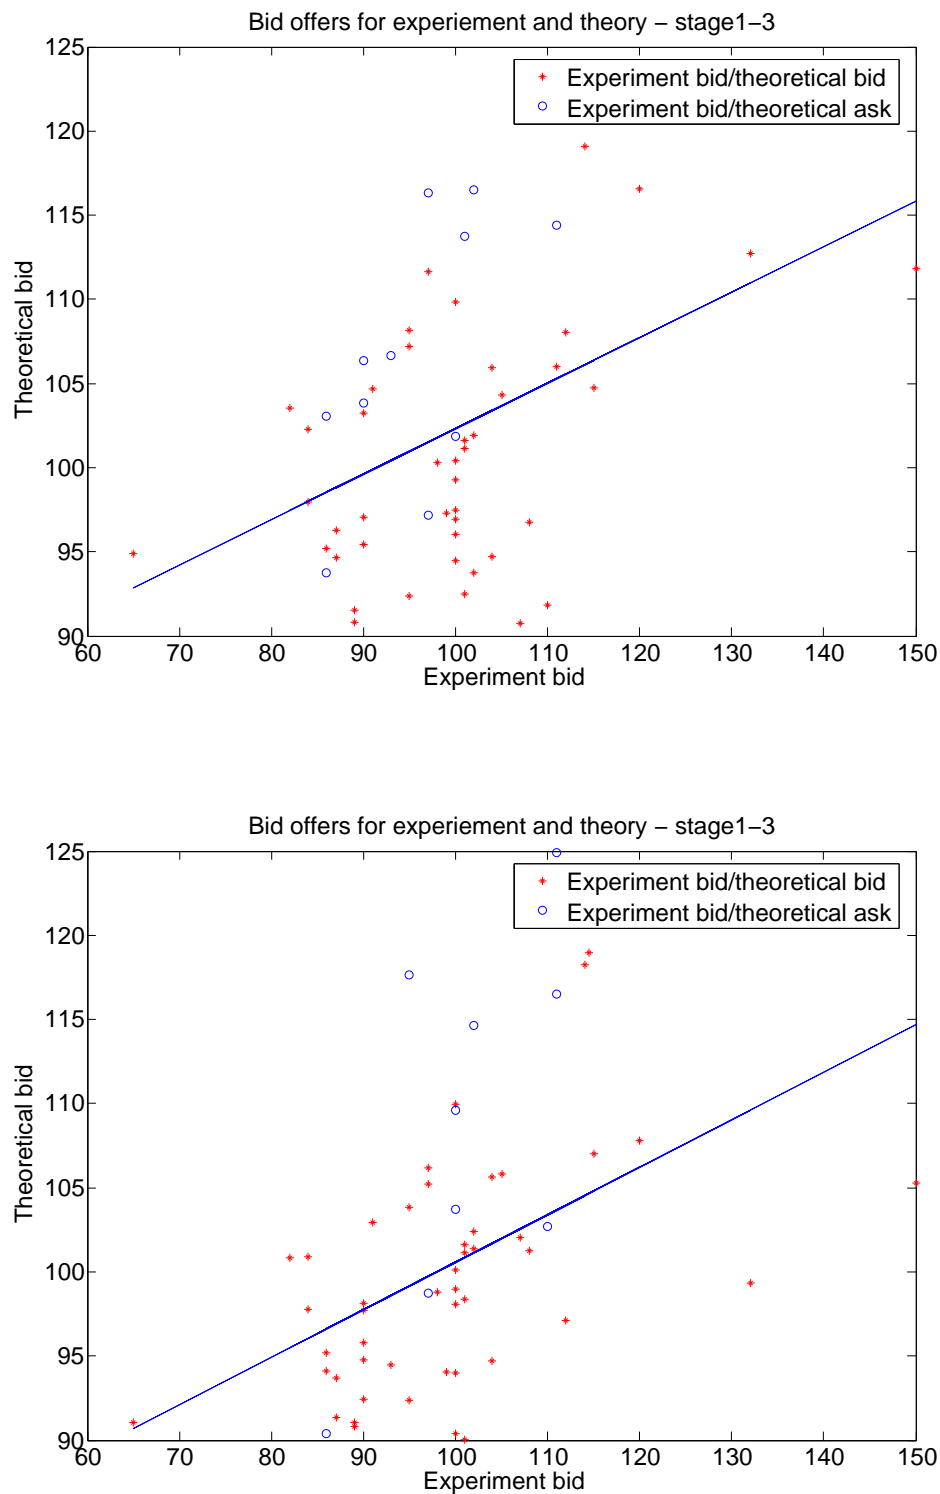 Bid offers for experiement and theory − stage1−3
125
120
115
110
105
100
95
90
Theoretical bid
Experiment bid/theoretical bid
Experiment bid/theoretical ask
60 70 80 90 100 110 120 130 140 150
Experiment bid
Bid offers for experiement and theory − stage1−3
125
120
115
110
105
100
95
90
Theoretical bid
Experiment bid/theoretical bid
Experiment bid/theoretical ask
60 70 80 90 100 110 120 130 140 150
Experiment bid